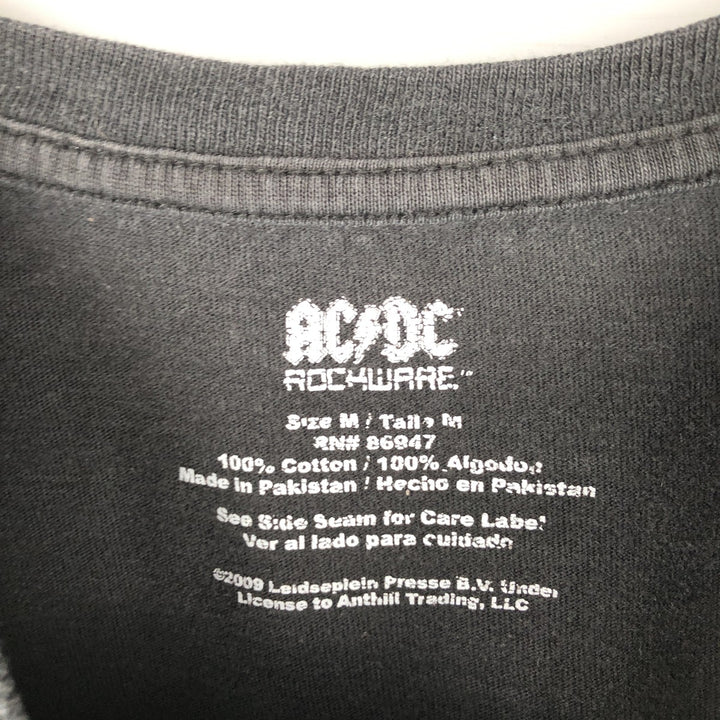 AC/DC
ROCKWARE™
Size M / Talla M
RN# 86947
100% Cotton / 100% Algodon
Made in Pakistan / Hecho en Pakistan
See Side Seam for Care Label
Ver al lado para cuidado
©2009 Leidseplein Presse B.V. Under
License to Anthill Trading, LLC